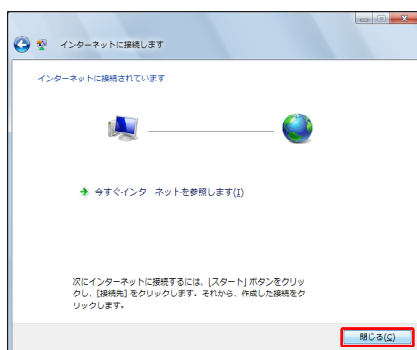 インターネットに接続します
インターネットに接続されています
今すぐインタ ネットを参照します(I)
次にインターネットに接続するには、[スタート] ボタンをクリッ
クし、[接続先] をクリックします。それから、作成した接続をク
リックします。
閉じる(C)